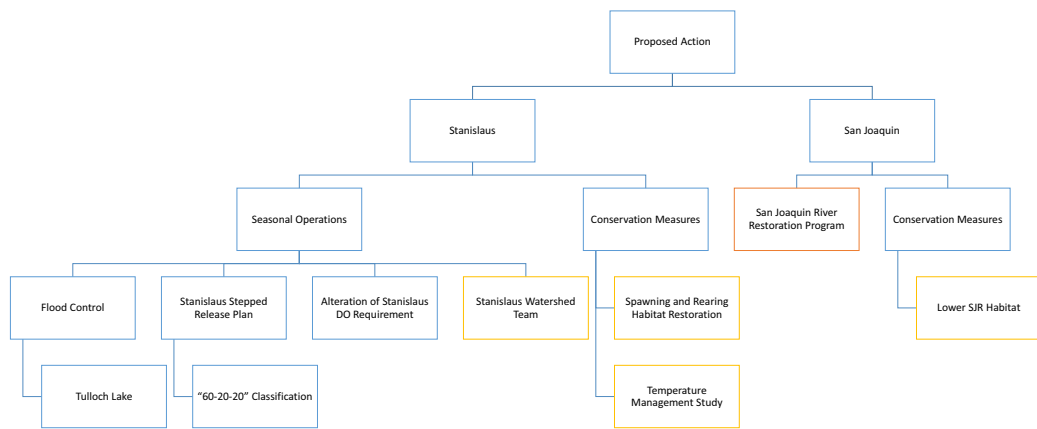 Proposed Action
Stanislaus
San Joaquin
Seasonal Operations
Conservation Measures
San Joaquin River
Restoration Program
Conservation Measures
Flood Control
Stanislaus Stepped
Release Plan
Alteration of Stanislaus
DO Requirement
Stanislaus Watershed
Team
Spawning and Rearing
Habitat Restoration
Lower SJR Habitat
Tulloch Lake
“60-20-20” Classification
Temperature
Management Study